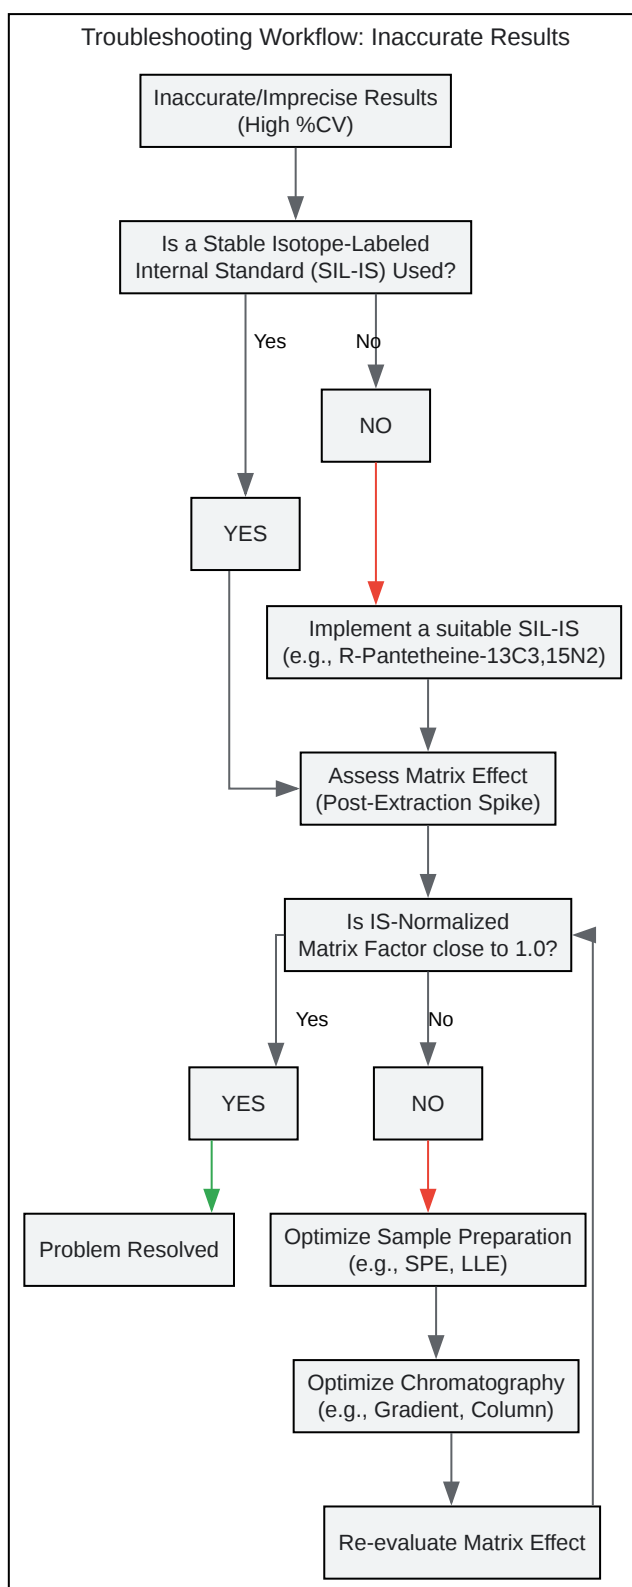 Troubleshooting Workflow: Inaccurate Results
Inaccurate/Imprecise Results
(High %CV)
Is a Stable Isotope-Labeled
Internal Standard (SIL-IS) Used?
Yes
No
NO
YES
Implement a suitable SIL-IS
(e.g., R-Pantetheine-13C3,15N2)
Assess Matrix Effect
(Post-Extraction Spike)
Is IS-Normalized
Matrix Factor close to 1.0?
Yes
No
YES
NO
Problem Resolved
Optimize Sample Preparation
(e.g., SPE, LLE)
Optimize Chromatography
(e.g., Gradient, Column)
Re-evaluate Matrix Effect